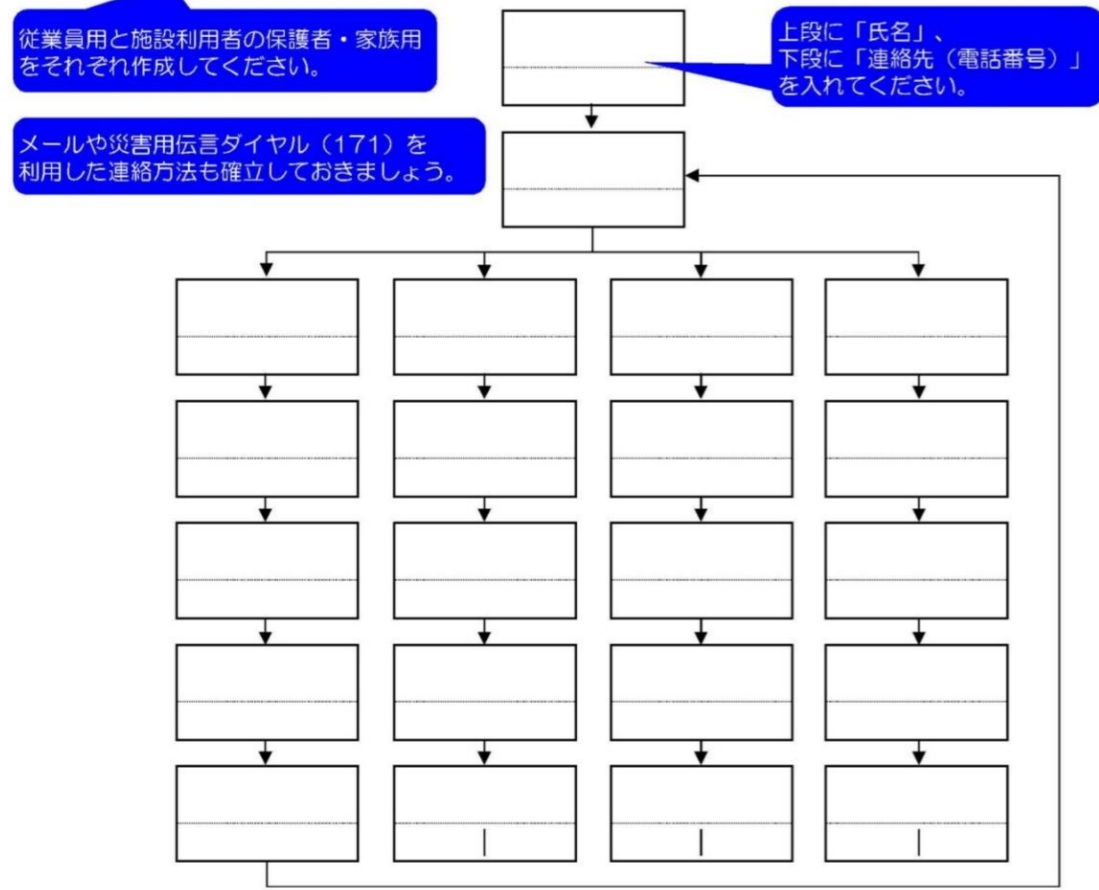 従業員用と施設利用者の保護者・家族用
をそれぞれ作成してください。
上段に「氏名」、
下段に「連絡先（電話番号）」
を入れてください。
メールや災害用伝言ダイヤル（171）を
利用した連絡方法も確立しておきましょう。